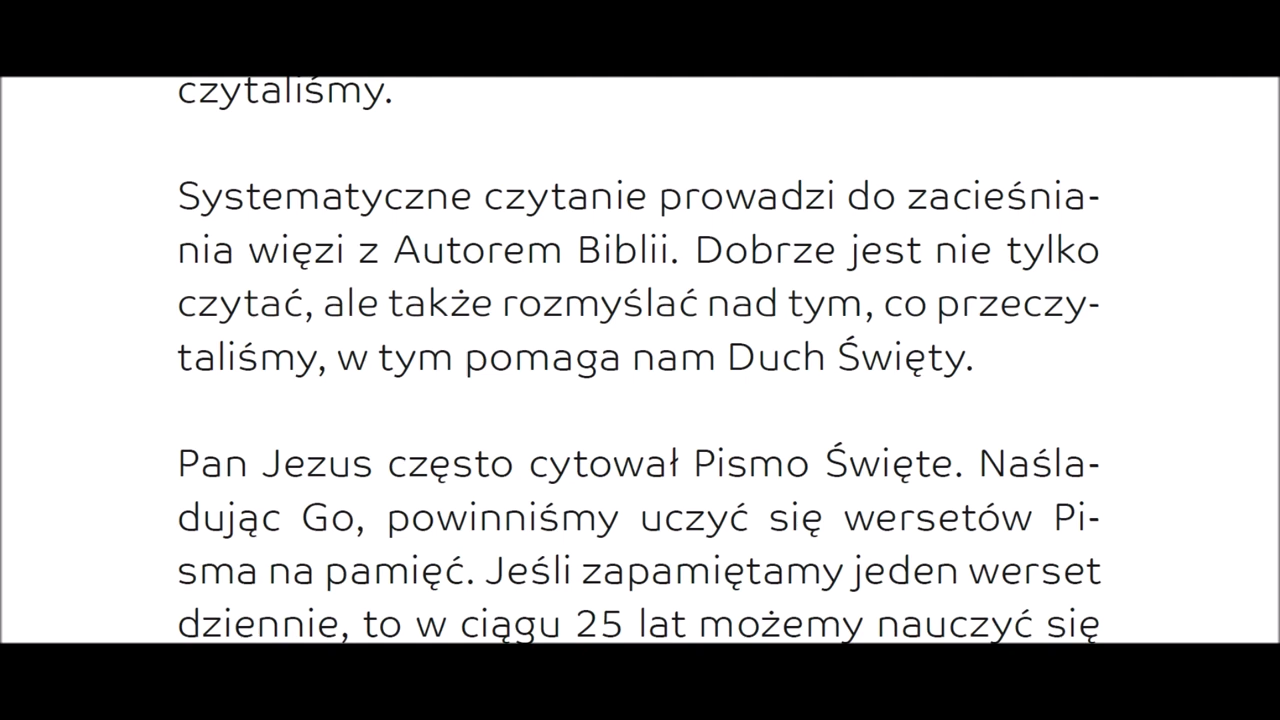 czytaliśmy.
Systematyczne czytanie prowadzi do zacieśnia-
nia więzi z Autorem Biblii. Dobrze jest nie tylko
czytać, ale także rozmyślać nad tym, co przeczy-
taliśmy, w tym pomaga nam Duch Święty.
Pan Jezus często cytował Pismo Święte. Naśla-
dując Go, powinniśmy uczyć się wersetów Pi-
sma na pamięć. Jeśli zapamiętamy jeden werset
dziennie, to w ciągu 25 lat możemy nauczyć się